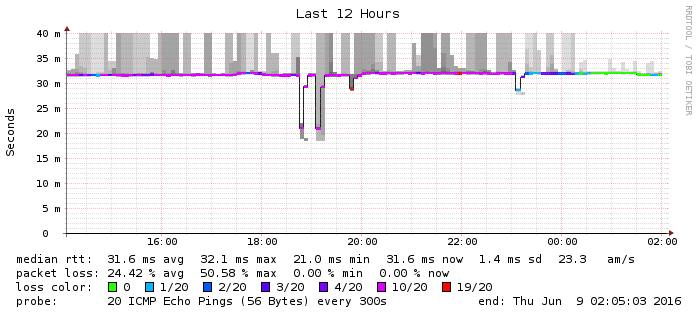 Last 12 Hours
RRDTOOL / TOBI OETIKER
Seconds
40 m
35 m
30 m
25 m
20 m
15 m
10 m
5 m
0
16:00 18:00 20:00 22:00 00:00 02:00
median rtt: 31.6 ms avg 32.1 ms max 21.0 ms min 31.6 ms now 1.4 ms sd 23.3 am/s
packet loss: 24.42 % avg 50.58 % max 0.00 % min 0.00 % now
loss color: 0 1/20 2/20 3/20 4/20 10/20 19/20
probe: 20 ICMP Echo Pings (56 Bytes) every 300s end: Thu Jun 9 02:05:03 2016